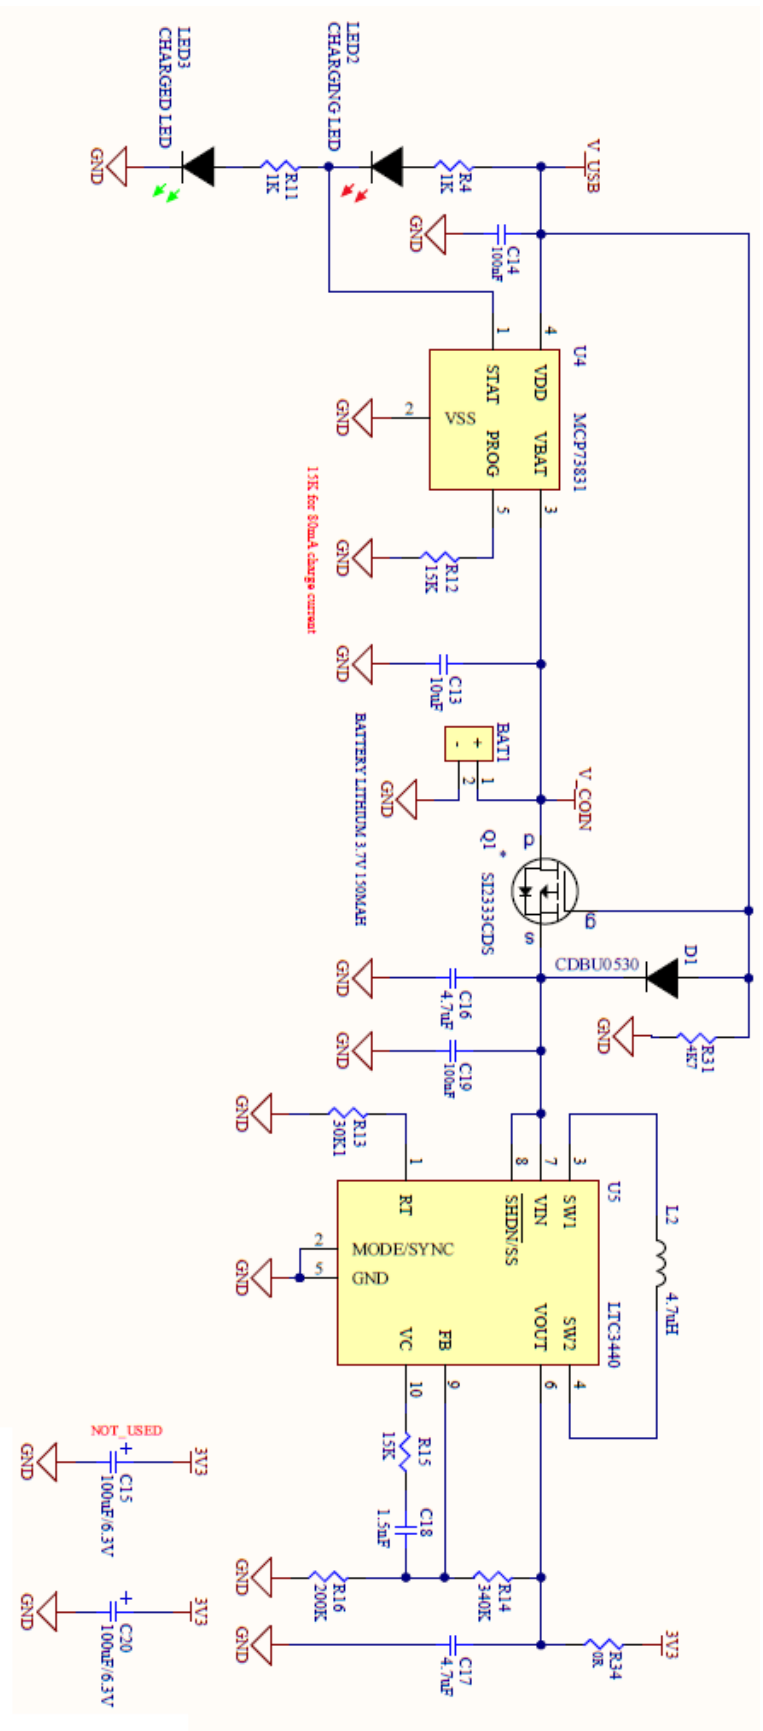 LED3
CHARGED LED
LED2
CHARGING LED
GND
R11
1K
R4
1K
V_USB
GND
C14
100nF
U4
MCP73831
1
4
STAT
VDD
VSS
2
PROG
VBAT
5
3
GND
15K for 80mA charge current
GND
R12
15K
GND
C13
10uF
BATTERY LITHIUM 3.7V 150MAH
BAT1
+
-
1
2
GND
V_COIN
Q1
*
SI2333CDS
D
G
S
D1
CDBU0530
GND
R31
4K7
GND
C16
4.7uF
GND
C19
100nF
GND
R13
30K1
U5
LTC3440
1
8
7
3
RT
SHDN/SS
VIN
SW1
2
MODE/SYNC
5
GND
GND
VC
FB
VOUT
SW2
10
9
6
4
L2
4.7uH
R15
15K
C18
1.5nF
GND
R16
200K
R14
340K
GND
C17
4.7uF
R34
0R
3V3
NOT_USED
GND
+
C15
100uF/6.3V
3V3
GND
+
C20
100uF/6.3V
3V3